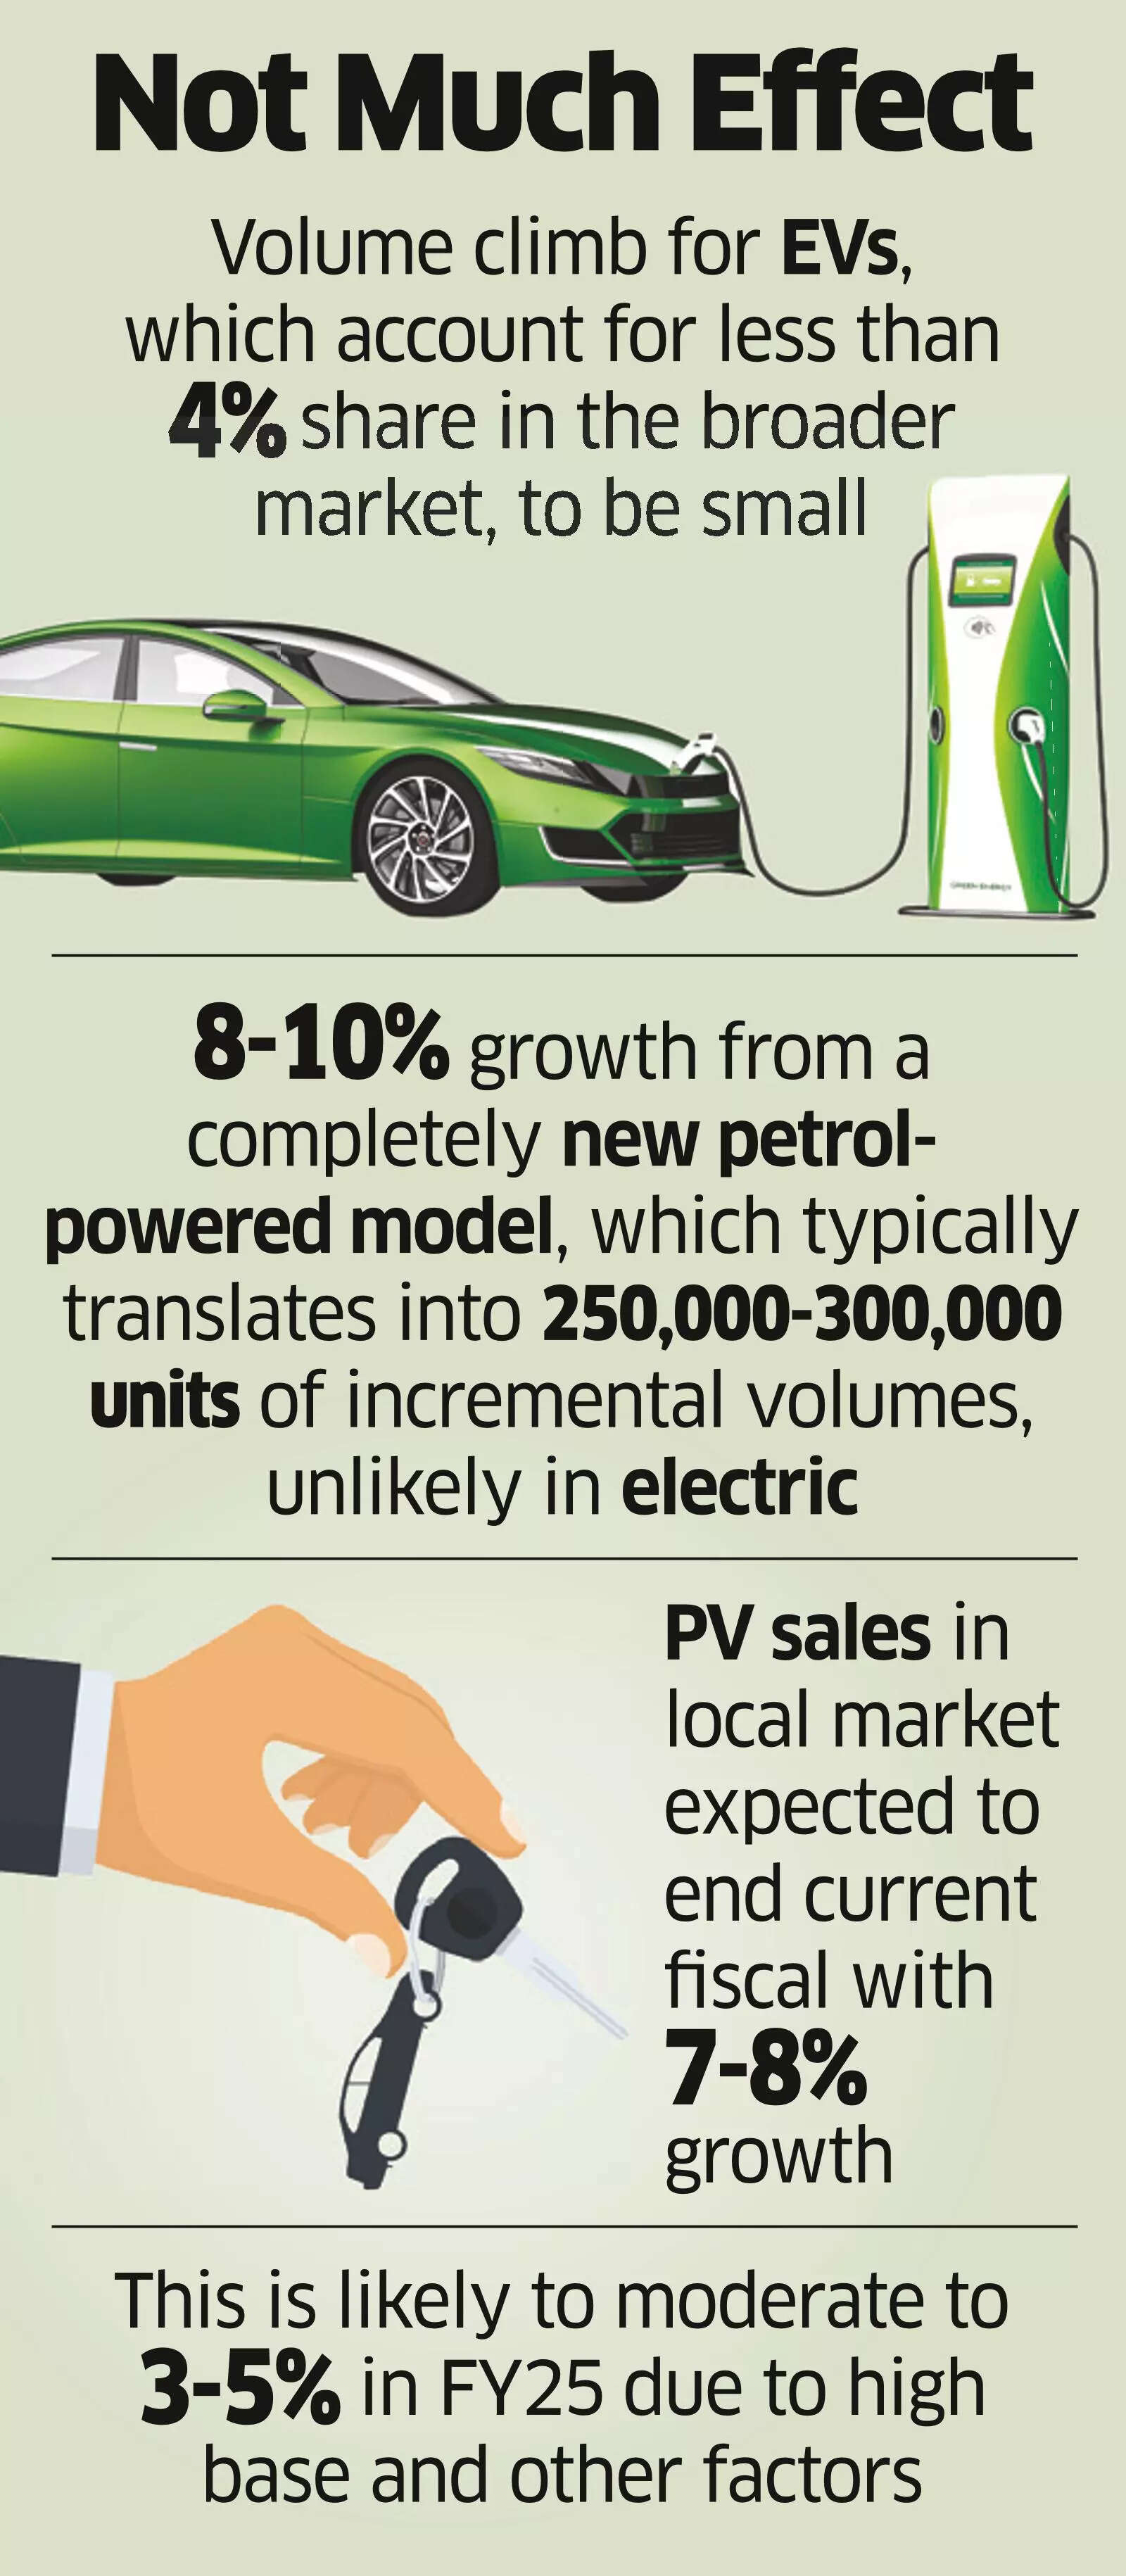 Not Much Effect
Volume climb for EVs,
which account for less than
4% share in the broader
market, to be small
GREEN ENERGY
8-10% growth from a
completely new petrol-
powered model, which typically
translates into 250,000-300,000
units of incremental volumes,
unlikely in electric
PV sales in
local market
expected to
end current
fiscal with
7-8%
growth
This is likely to moderate to
3-5% in FY25 due to high
base and other factors